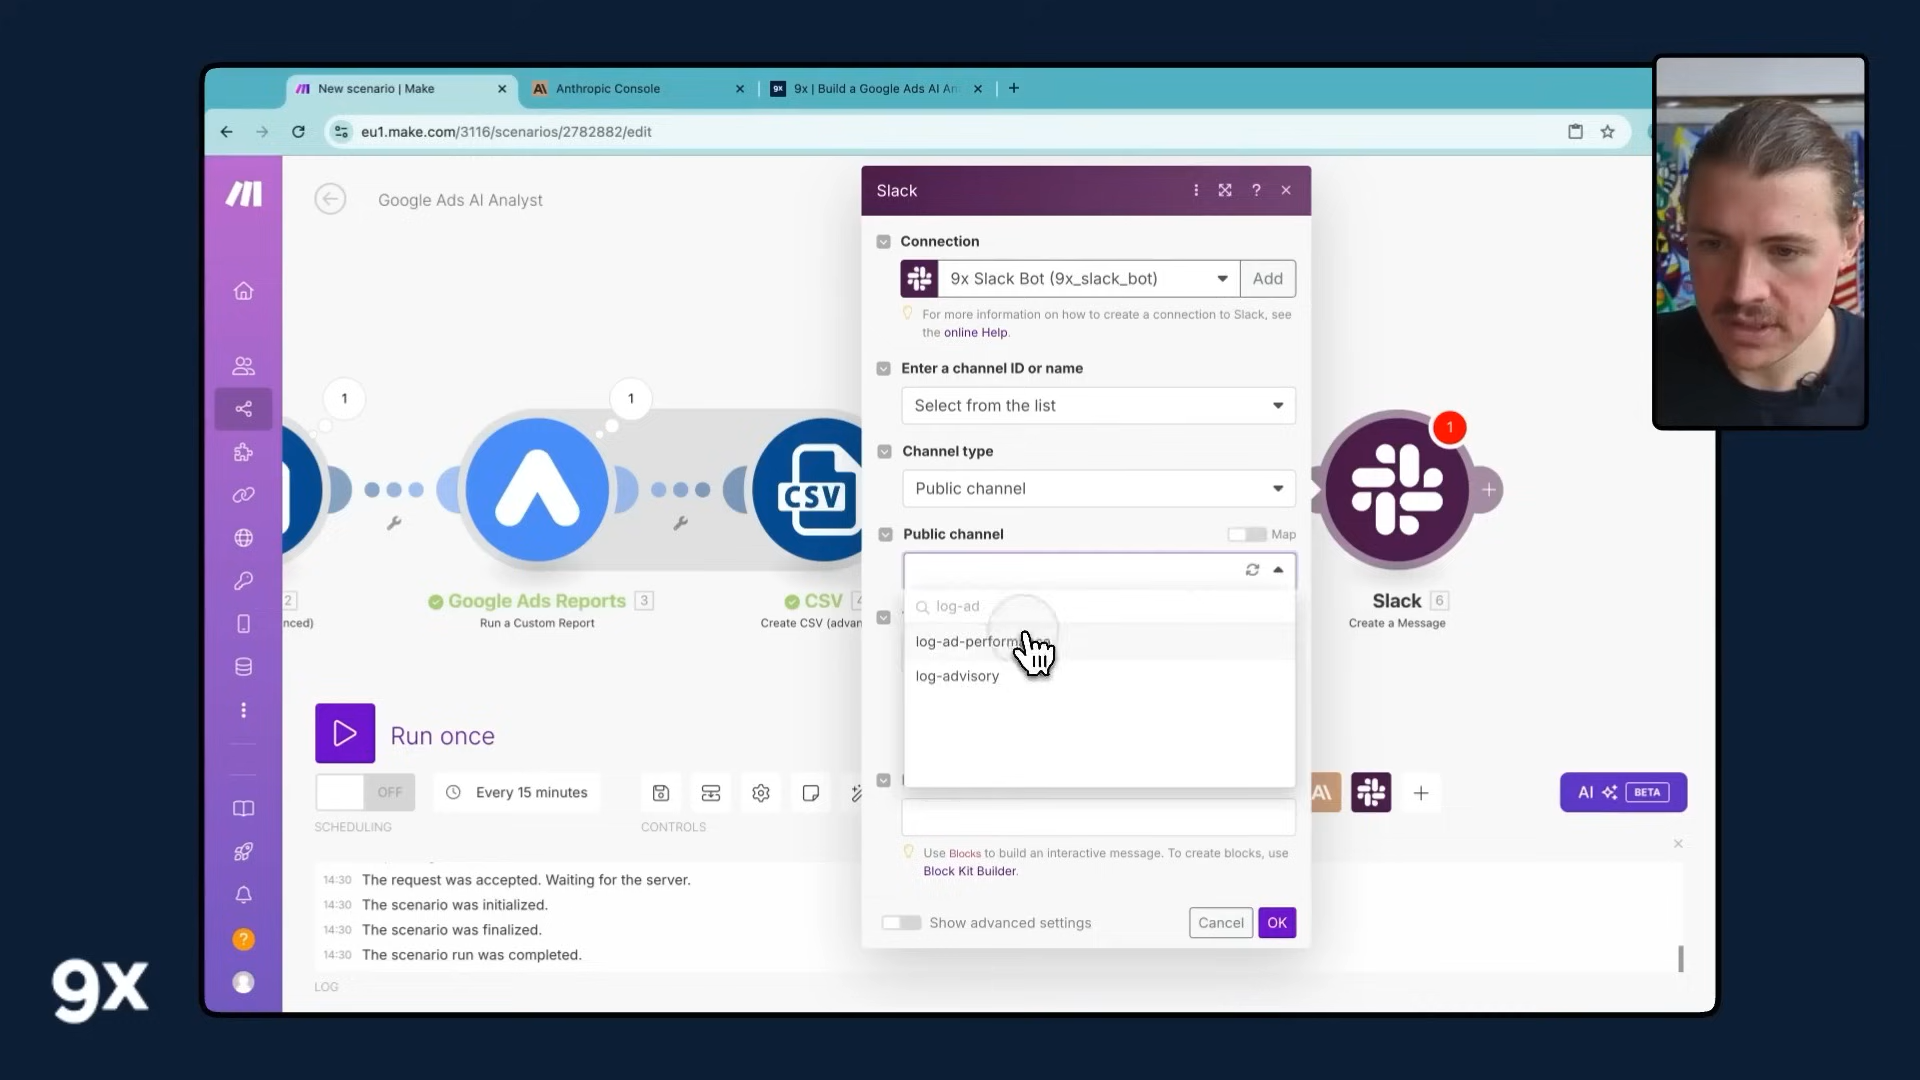 New scenario | Make
Anthropic Console
9x | Build a Google Ads AI An
eu1.make.com/3116/scenarios/2782882/edit
Google Ads AI Analyst
Slack
Connection
9x Slack Bot (9x_slack_bot)
Add
For more information on how to create a connection to Slack, see
the online Help.
Enter a channel ID or name
Select from the list
Channel type
Public channel
Public channel
Map
log-ad
log-ad-perform
log-advisory
Use Blocks to build an interactive message. To create blocks, use
Block Kit Builder.
Show advanced settings
Cancel
OK
1
1
1
CSV
2
nced)
Google Ads Reports 3
Run a Custom Report
CSV 4
Create CSV (advan
Slack 6
Create a Message
Run once
OFF
Every 15 minutes
SCHEDULING
CONTROLS
AI BETA
14:30 The request was accepted. Waiting for the server.
14:30 The scenario was initialized.
14:30 The scenario was finalized.
14:30 The scenario run was completed.
LOG
9x